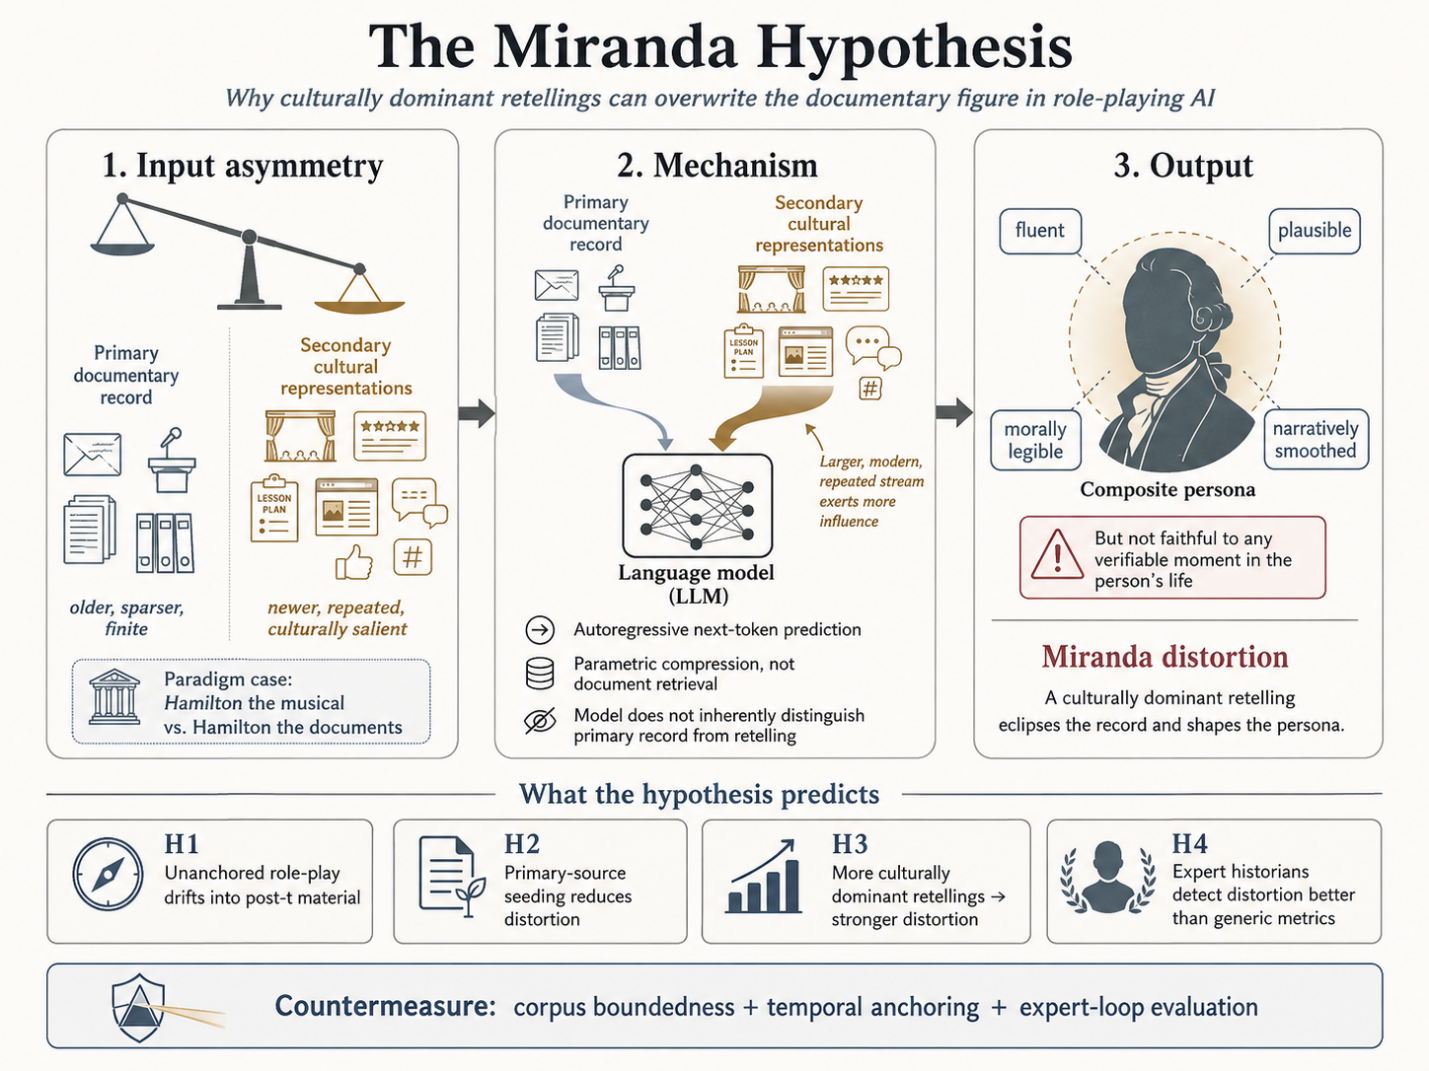 The Miranda Hypothesis
Why culturally dominant retellings can overwrite the documentary figure in role-playing AI
1. Input asymmetry
Primary
documentary
record
older, sparser,
finite
Secondary
cultural
representations
LESSON
PLAN
#
newer, repeated,
culturally salient
Paradigm case:
Hamilton the musical
vs. Hamilton the documents
2. Mechanism
Primary
documentary
record
Secondary
cultural
representations
LESSON
PLAN
#
Larger, modern,
repeated stream
exerts more
influence
Language model
(LLM)
Autoregressive next-token prediction
Parametric compression, not
document retrieval
Model does not inherently distinguish
primary record from retelling
3. Output
fluent
plausible
morally
legible
narratively
smoothed
Composite persona
But not faithful to any
verifiable moment in the
person's life
Miranda distortion
A culturally dominant retelling
eclipses the record and shapes the persona.
What the hypothesis predicts
H1
Unanchored role-play
drifts into post-t material
H2
Primary-source
seeding reduces
distortion
H3
More culturally
dominant retellings →
stronger distortion
H4
Expert historians
detect distortion better
than generic metrics
Countermeasure: corpus boundedness + temporal anchoring + expert-loop evaluation